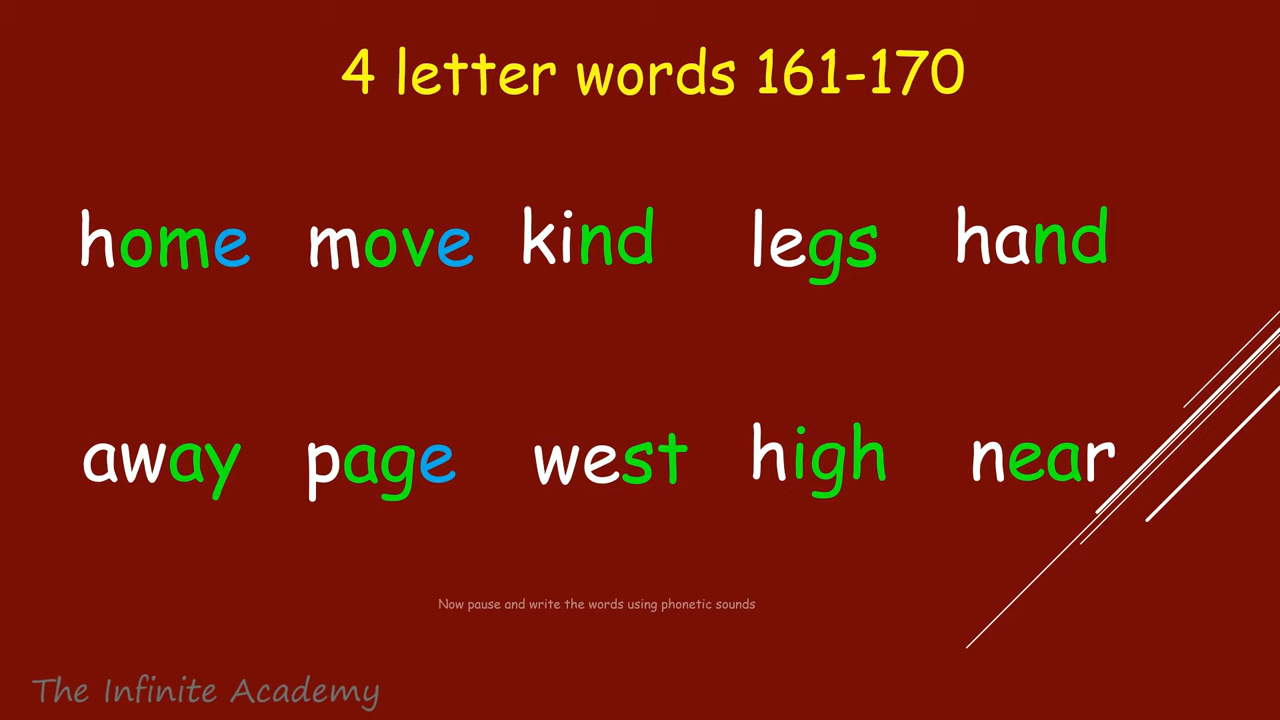 4 letter words 161-170
home move kind legs hand
away page west high near
Now pause and write the words using phonetic sounds
The Infinite Academy